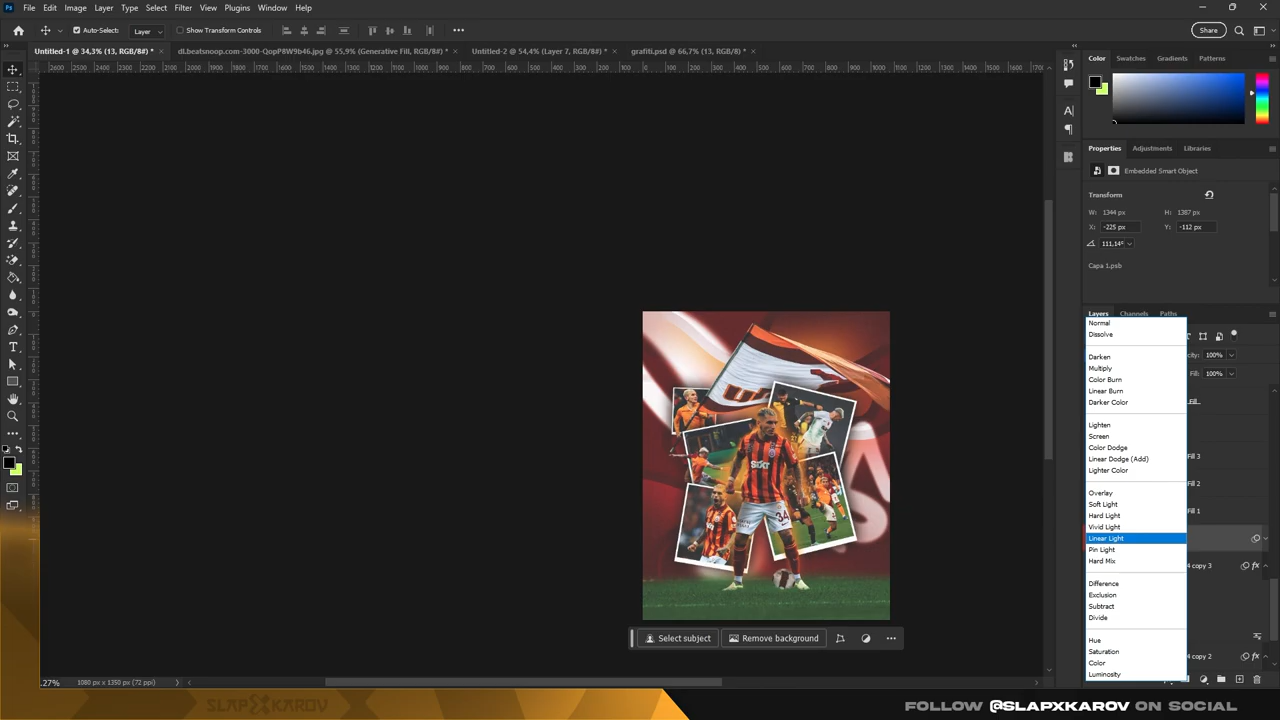 File Edit Image Layer Type Select Filter View Plugins Window Help
Auto-Select: Layer Show Transform Controls Share
Untitled-1 @ 34,3% (13, RGB/8#) * dl.beatsnoop.com-3000-QopP8W9b46.jpg @ 55,9% (Generative Fill, RGB/8#) * Untitled-2 @ 54,4% (Layer 7, RGB/8#) * grafiti.psd @ 66,7% (13, RGB/8) *
Color Swatches Gradients Patterns
Properties Adjustments Libraries
Embedded Smart Object
Transform
W: 1344 px H: 1387 px
X: -225 px Y: -112 px
111,14°
Capa 1.psb
Layers Channels Paths
Normal
Dissolve
Darken
Multiply
Color Burn
Linear Burn
Darker Color
Lighten
Screen
Color Dodge
Linear Dodge (Add)
Lighter Color
Overlay
Soft Light
Hard Light
Vivid Light
Linear Light
Pin Light
Hard Mix
Difference
Exclusion
Subtract
Divide
Hue
Saturation
Color
Luminosity
100%
Fill: 100%
Fill
Fill 3
Fill 2
Fill 1
4 copy 3
4 copy 2
SIXT
34
Select subject Remove background
.27% 1080 px x 1350 px (72 ppi)
SLAPXKAROV
FOLLOW @SLAPXKAROV ON SOCIAL